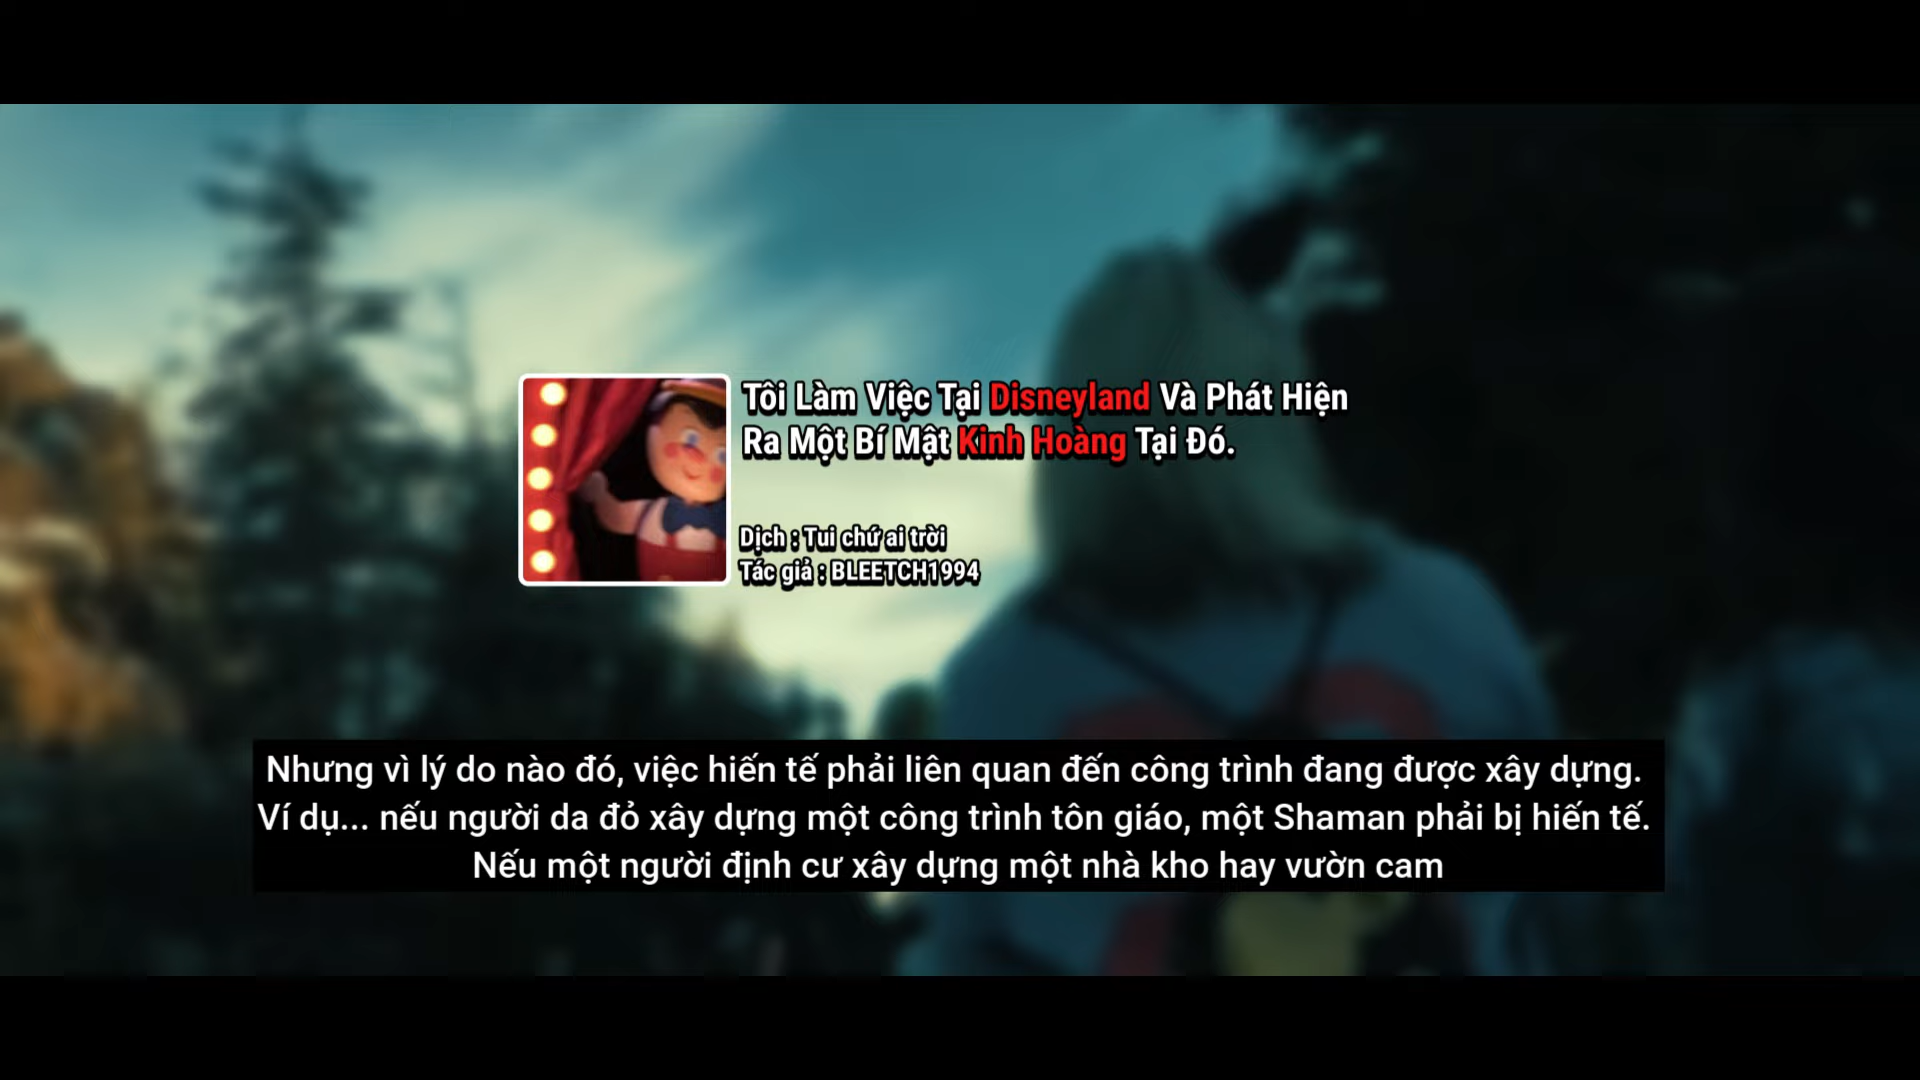 Tôi Làm Việc Tại Disneyland Và Phát Hiện
Ra Một Bí Mật Kinh Hoàng Tại Đó.
Dịch : Tui chứ ai trời
Tác giả : BLEETCH1994
Nhưng vì lý do nào đó, việc hiến tế phải liên quan đến công trình đang được xây dựng.
Ví dụ... nếu người da đỏ xây dựng một công trình tôn giáo, một Shaman phải bị hiến tế.
Nếu một người định cư xây dựng một nhà kho hay vườn cam